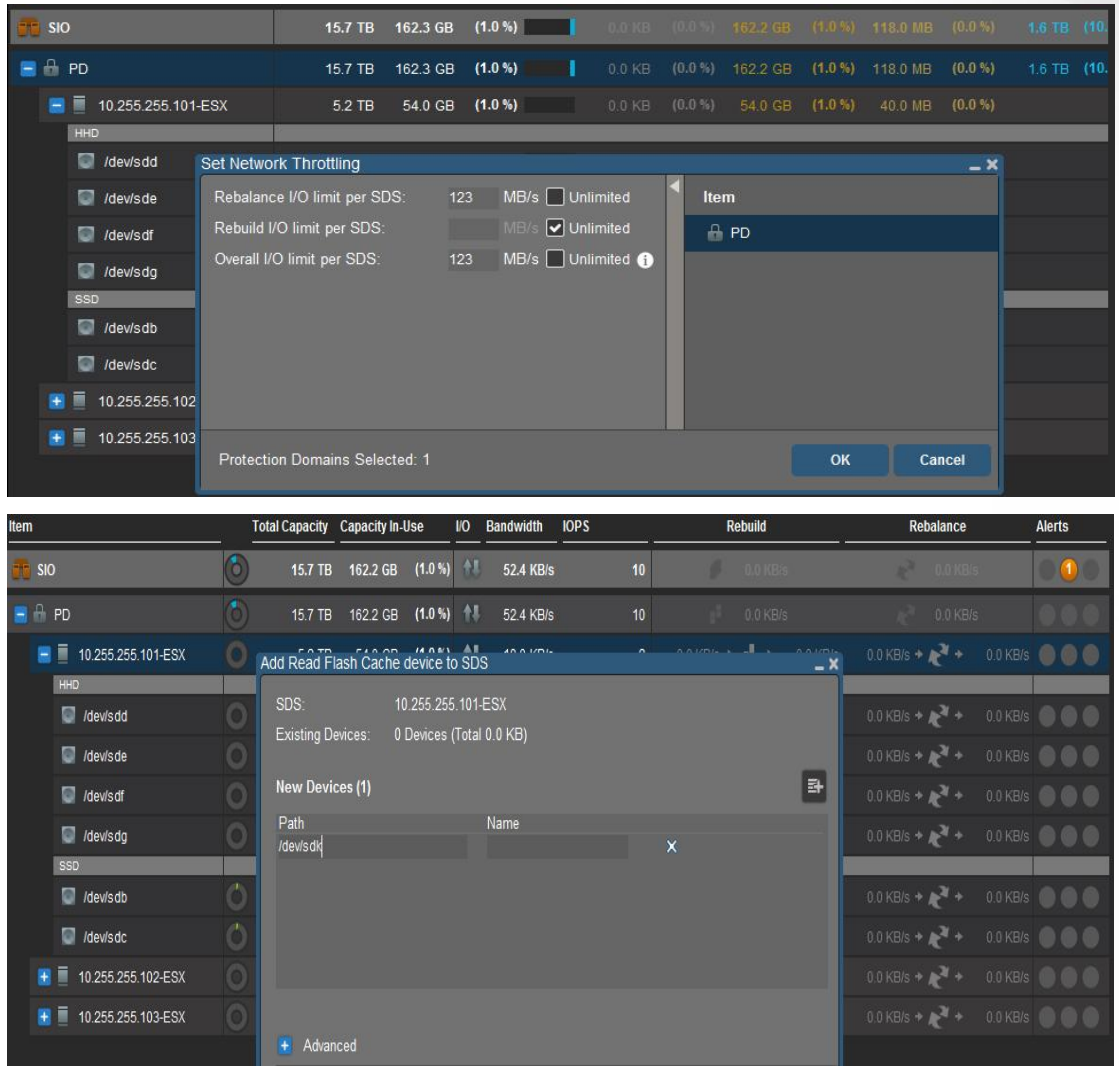 SIO 15.7 TB 162.3 GB (1.0 %) 0.0 KB (0.0 %) 162.2 GB (1.0 %) 118.0 MB (0.0 %) 1.6 TB (10.
PD 15.7 TB 162.3 GB (1.0 %) 0.0 KB (0.0 %) 162.2 GB (1.0 %) 118.0 MB (0.0 %) 1.6 TB (10.
10.255.255.101-ESX 5.2 TB 54.0 GB (1.0 %) 0.0 KB (0.0 %) 54.0 GB (1.0 %) 40.0 MB (0.0 %)
HHD
/dev/sdd
/dev/sde
/dev/sdf
/dev/sdg
SSD
/dev/sdb
/dev/sdc
10.255.255.102
10.255.255.103
Set Network Throttling
Rebalance I/O limit per SDS: 123 MB/s Unlimited
Rebuild I/O limit per SDS: MB/s Unlimited
Overall I/O limit per SDS: 123 MB/s Unlimited
Item
PD
Protection Domains Selected: 1
OK Cancel
Item Total Capacity Capacity In-Use I/O Bandwidth IOPS Rebuild Rebalance Alerts
SIO 15.7 TB 162.2 GB (1.0 %) 52.4 KB/s 10 0.0 KB/s 0.0 KB/s 1
PD 15.7 TB 162.2 GB (1.0 %) 52.4 KB/s 10 0.0 KB/s 0.0 KB/s
10.255.255.101-ESX 0.0 KB/s 0.0 KB/s
HHD
/dev/sdd 0.0 KB/s 0.0 KB/s
/dev/sde 0.0 KB/s 0.0 KB/s
/dev/sdf 0.0 KB/s 0.0 KB/s
/dev/sdg 0.0 KB/s 0.0 KB/s
SSD
/dev/sdb 0.0 KB/s 0.0 KB/s
/dev/sdc 0.0 KB/s 0.0 KB/s
10.255.255.102-ESX 0.0 KB/s 0.0 KB/s
10.255.255.103-ESX 0.0 KB/s 0.0 KB/s
Add Read Flash Cache device to SDS
SDS: 10.255.255.101-ESX
Existing Devices: 0 Devices (Total 0.0 KB)
New Devices (1)
Path Name
/dev/sdk
Advanced